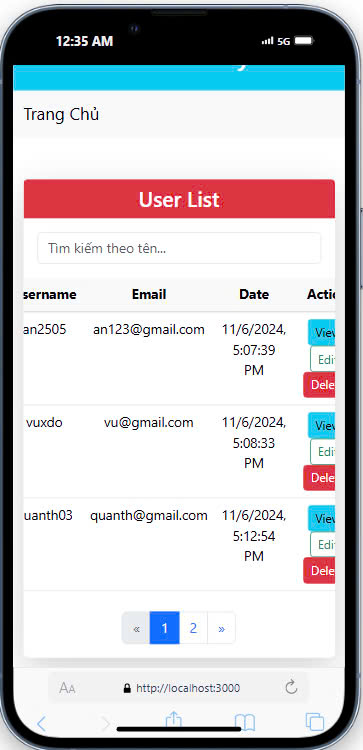 12:35 AM 5G
Trang Chủ
User List
Tìm kiếm theo tên...
sername Email Date Actio
an2505 an123@gmail.com 11/6/2024,
5:07:39
PM
View
Edi
Dele
vuxdo vu@gmail.com 11/6/2024,
5:08:33
PM
View
Edi
Dele
uanth03 quanth@gmail.com 11/6/2024,
5:12:54
PM
View
Edi
Dele
« 1 2 »
AA http://localhost:3000